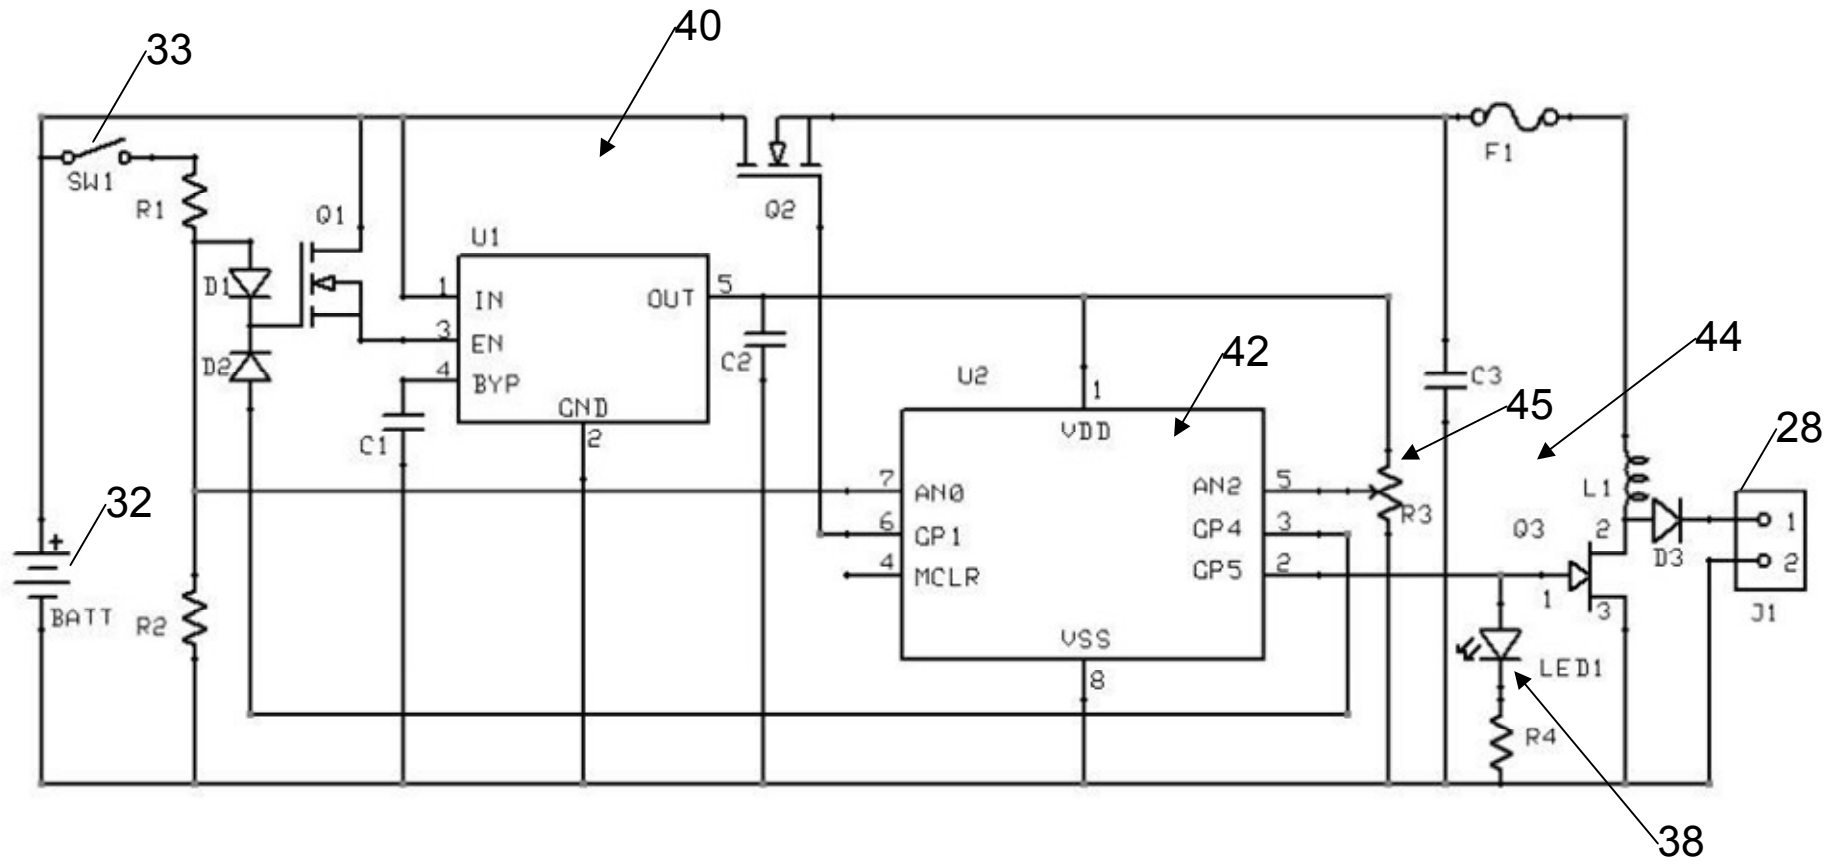 40
33
F1
SW1
R1
Q1
Q2
U1
1 IN
OUT 5
D1
3 EN
D2
4 BYP
C2
GND
2
C1
U2
42
44
C3
45
28
1
VDD
7 AN0
AN2 5
R3
L1
6 GP1
GP4 3
Q3
2
1
32
+
4 MCLR
GP5 2
D3
2
BATT
R2
1
3
J1
VSS
8
LED1
R4
38